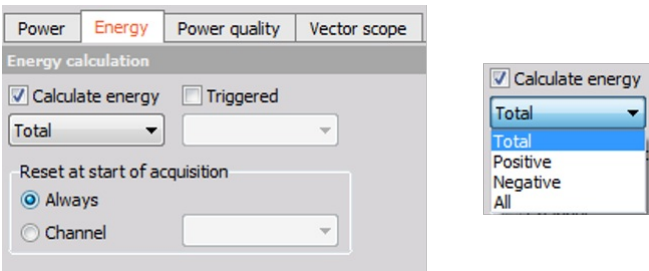 Power Energy Power quality Vector scope
Energy calculation
Calculate energy Triggered
Total
Reset at start of acquisition
Always
Channel
Calculate energy
Total
Total
Positive
Negative
All